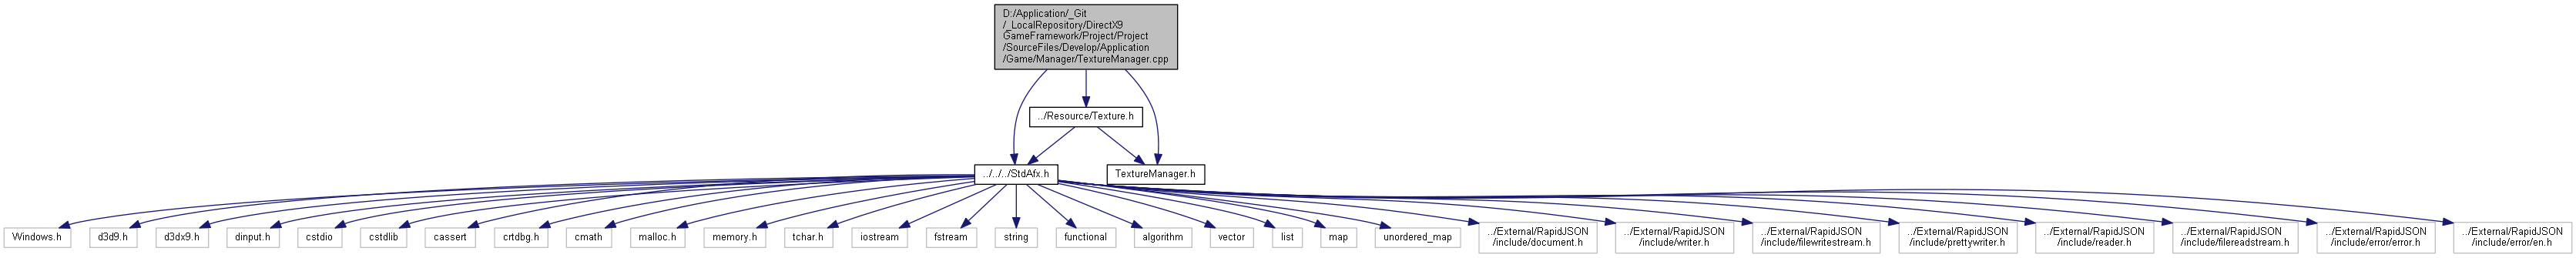 D:/Application/_Git
/_LocalRepository/DirectX9
GameFramework/Project/Project
/SourceFiles/Develop/Application
/Game/Manager/TextureManager.cpp
../Resource/Texture.h
../../../StdAfx.h
TextureManager.h
Windows.h
d3d9.h
d3dx9.h
dinput.h
cstdio
cstdlib
cassert
crtdbg.h
cmath
malloc.h
memory.h
tchar.h
iostream
fstream
string
functional
algorithm
vector
list
map
unordered_map
../External/RapidJSON
/include/document.h
../External/RapidJSON
/include/writer.h
../External/RapidJSON
/include/filewritestream.h
../External/RapidJSON
/include/prettywriter.h
../External/RapidJSON
/include/reader.h
../External/RapidJSON
/include/filereadstream.h
../External/RapidJSON
/include/error/error.h
../External/RapidJSON
/include/error/en.h